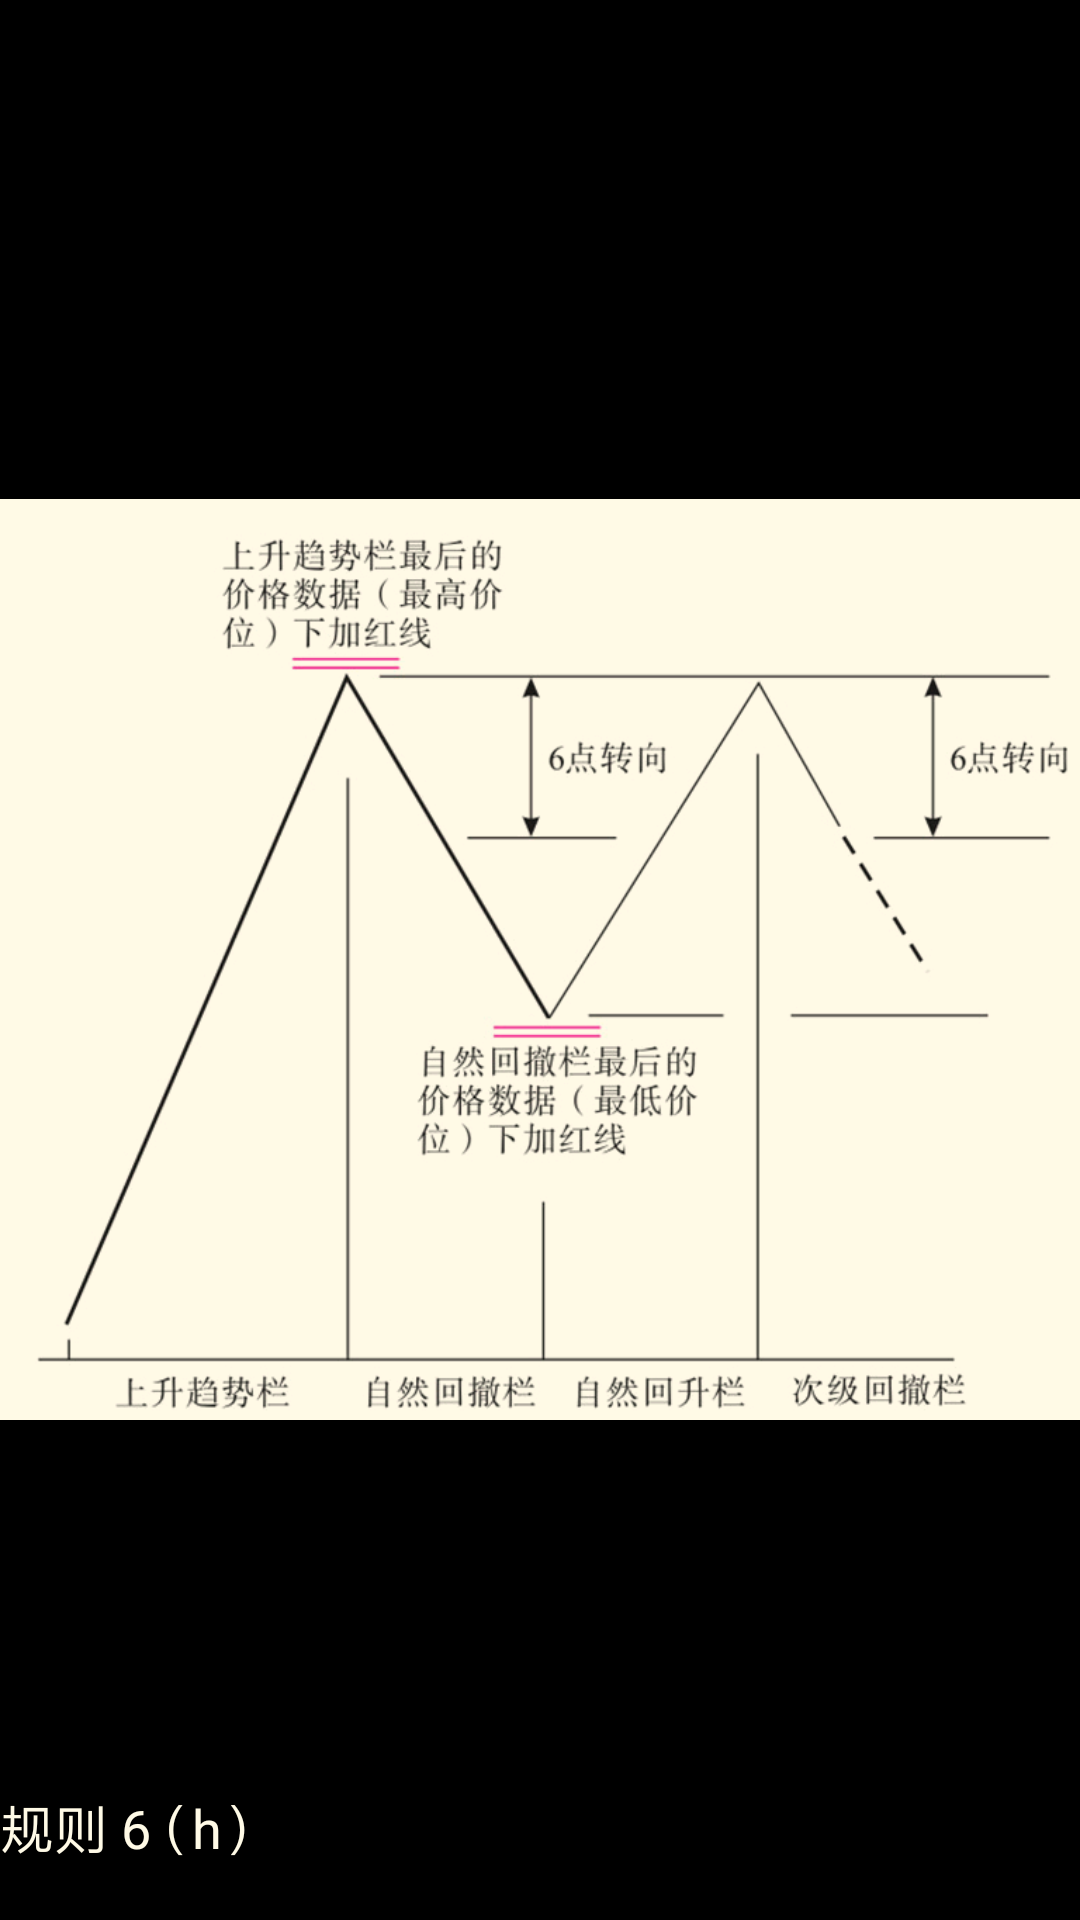 上升趋势栏最后的
价格数据（最高价
位）下加红线
6点转向
6点转向
自然回撤栏最后的
价格数据（最低价
位）下加红线
上升趋势栏
自然回撤栏
自然回升栏
次级回撤栏
规则 6(h)